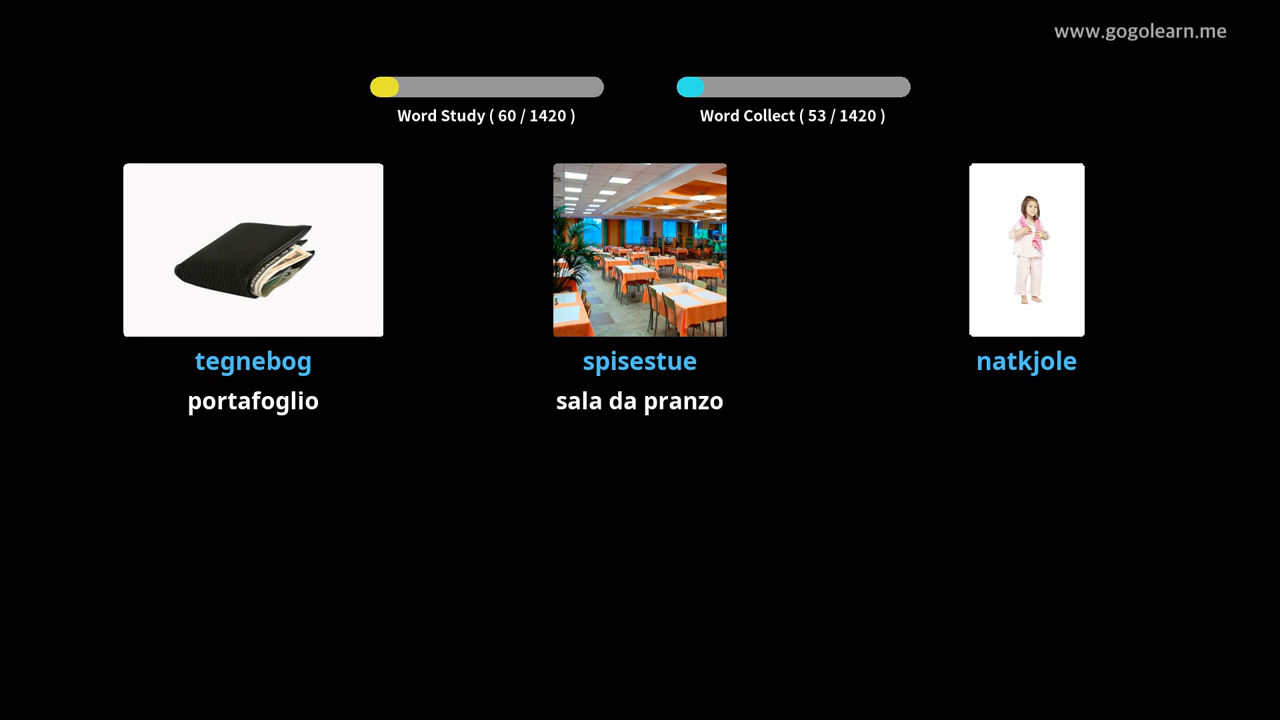 www.gogolearn.me
Word Study ( 60 / 1420 )
Word Collect ( 53 / 1420 )
tegnebog
portafoglio
spisestue
sala da pranzo
natkjole